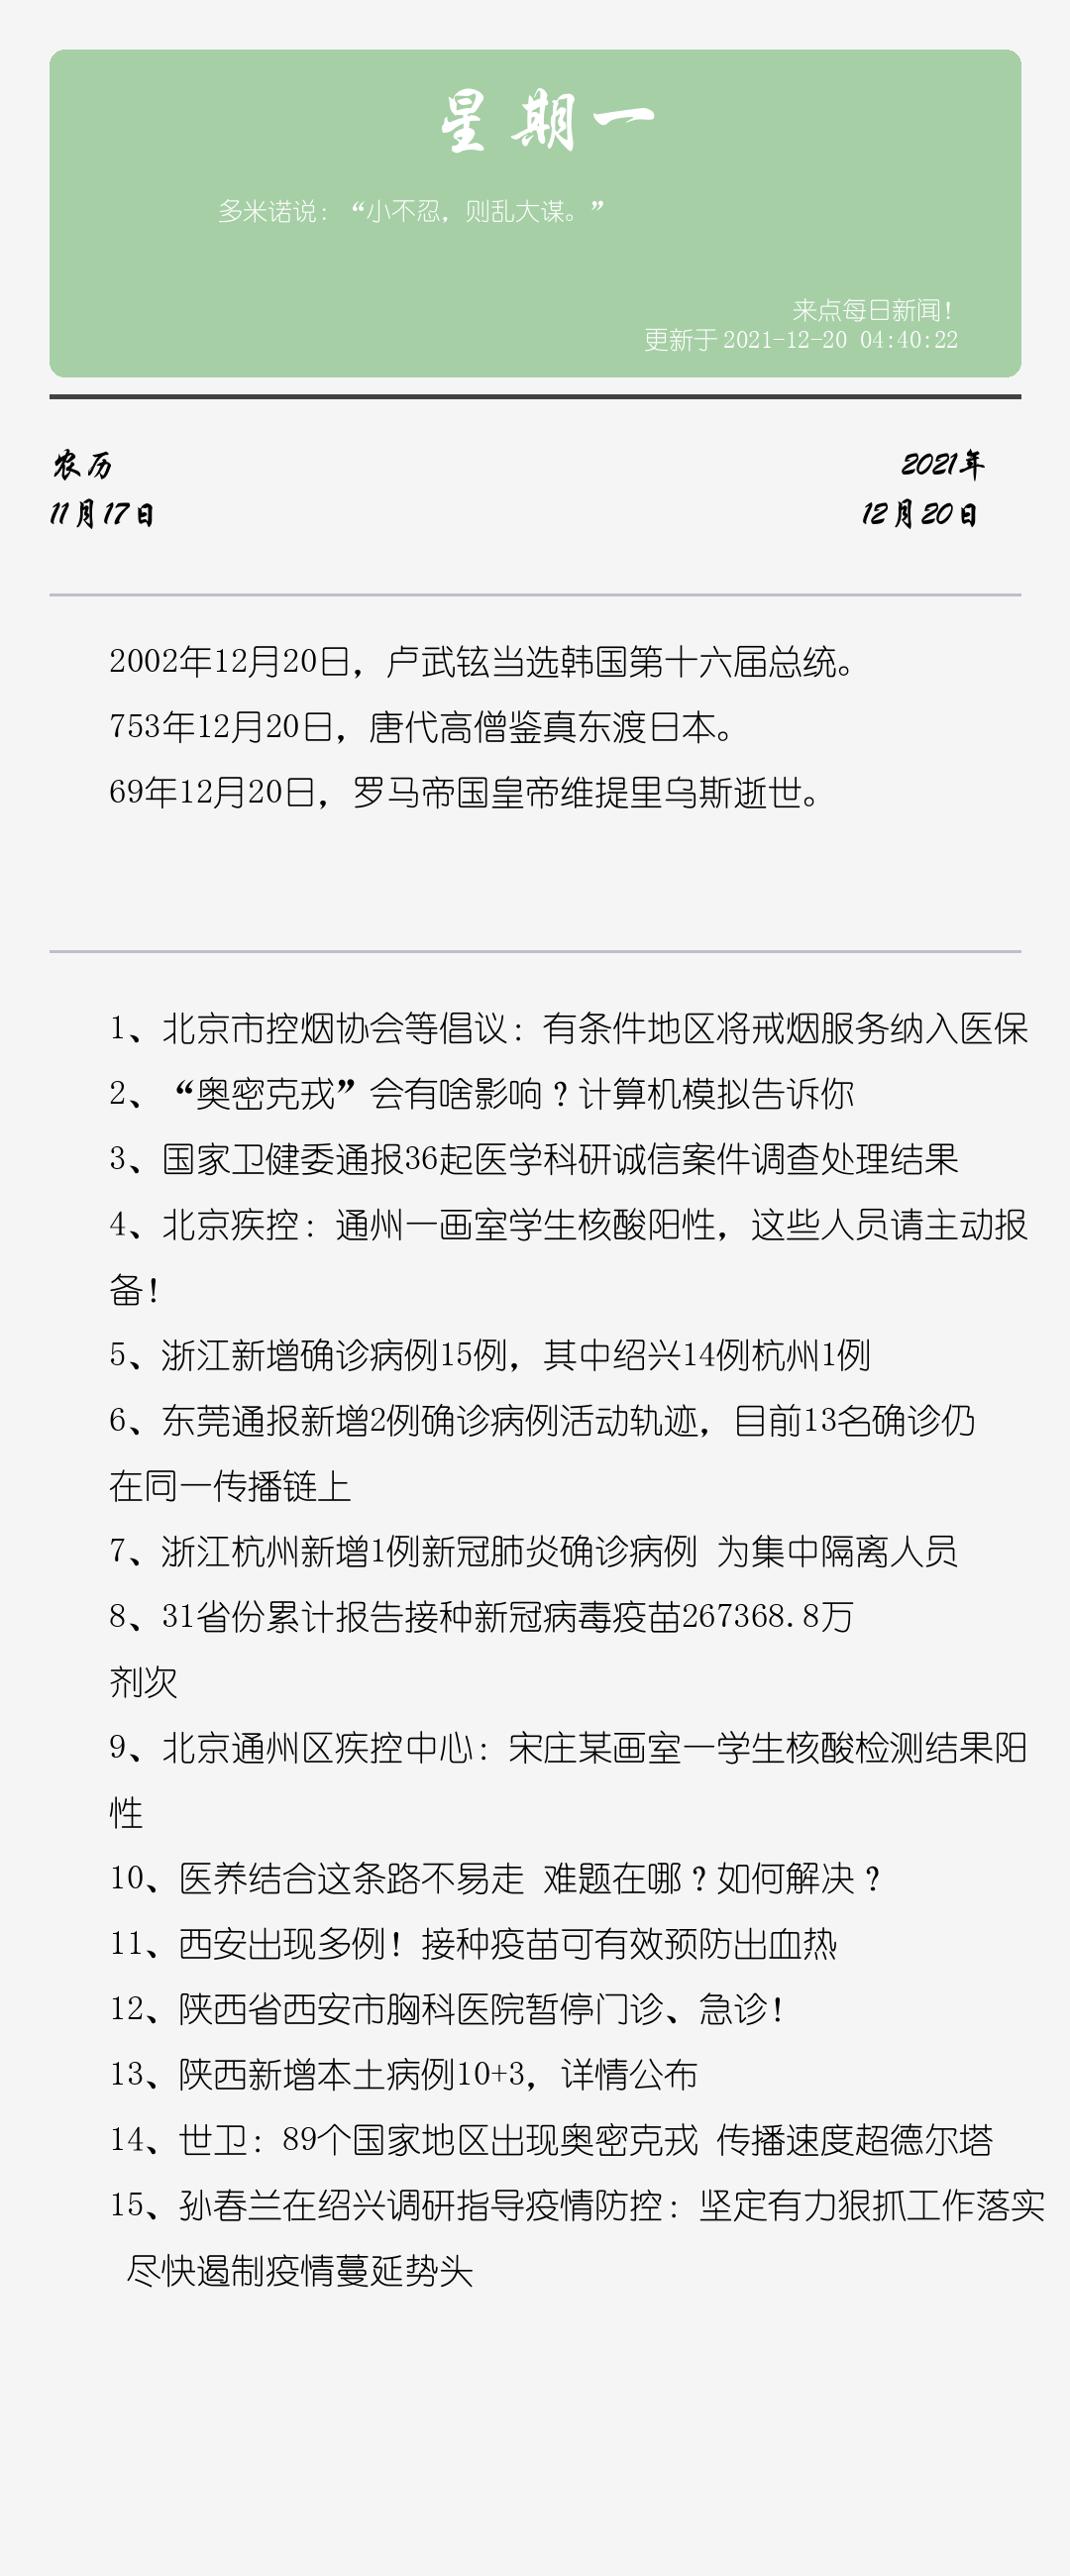 星期一
多米诺说：“小不忍，则乱大谋。”
来点每日新闻！
更新于 2021-12-20 04:40:22
农历
2021年
11月17日
12月20日
2002年12月20日，卢武铉当选韩国第十六届总统。
753年12月20日，唐代高僧鉴真东渡日本。
69年12月20日，罗马帝国皇帝维提里乌斯逝世。
1、北京市控烟协会等倡议：有条件地区将戒烟服务纳入医保
2、“奥密克戎”会有啥影响？计算机模拟告诉你
3、国家卫健委通报36起医学科研诚信案件调查处理结果
4、北京疾控：通州一画室学生核酸阳性，这些人员请主动报
备！
5、浙江新增确诊病例15例，其中绍兴14例杭州1例
6、东莞通报新增2例确诊病例活动轨迹，目前13名确诊仍
在同一传播链上
7、浙江杭州新增1例新冠肺炎确诊病例 为集中隔离人员
8、31省份累计报告接种新冠病毒疫苗267368.8万
剂次
9、北京通州区疾控中心：宋庄某画室一学生核酸检测结果阳
性
10、医养结合这条路不易走 难题在哪？如何解决？
11、西安出现多例！接种疫苗可有效预防出血热
12、陕西省西安市胸科医院暂停门诊、急诊！
13、陕西新增本土病例10+3，详情公布
14、世卫：89个国家地区出现奥密克戎 传播速度超德尔塔
15、孙春兰在绍兴调研指导疫情防控：坚定有力狠抓工作落实
尽快遏制疫情蔓延势头